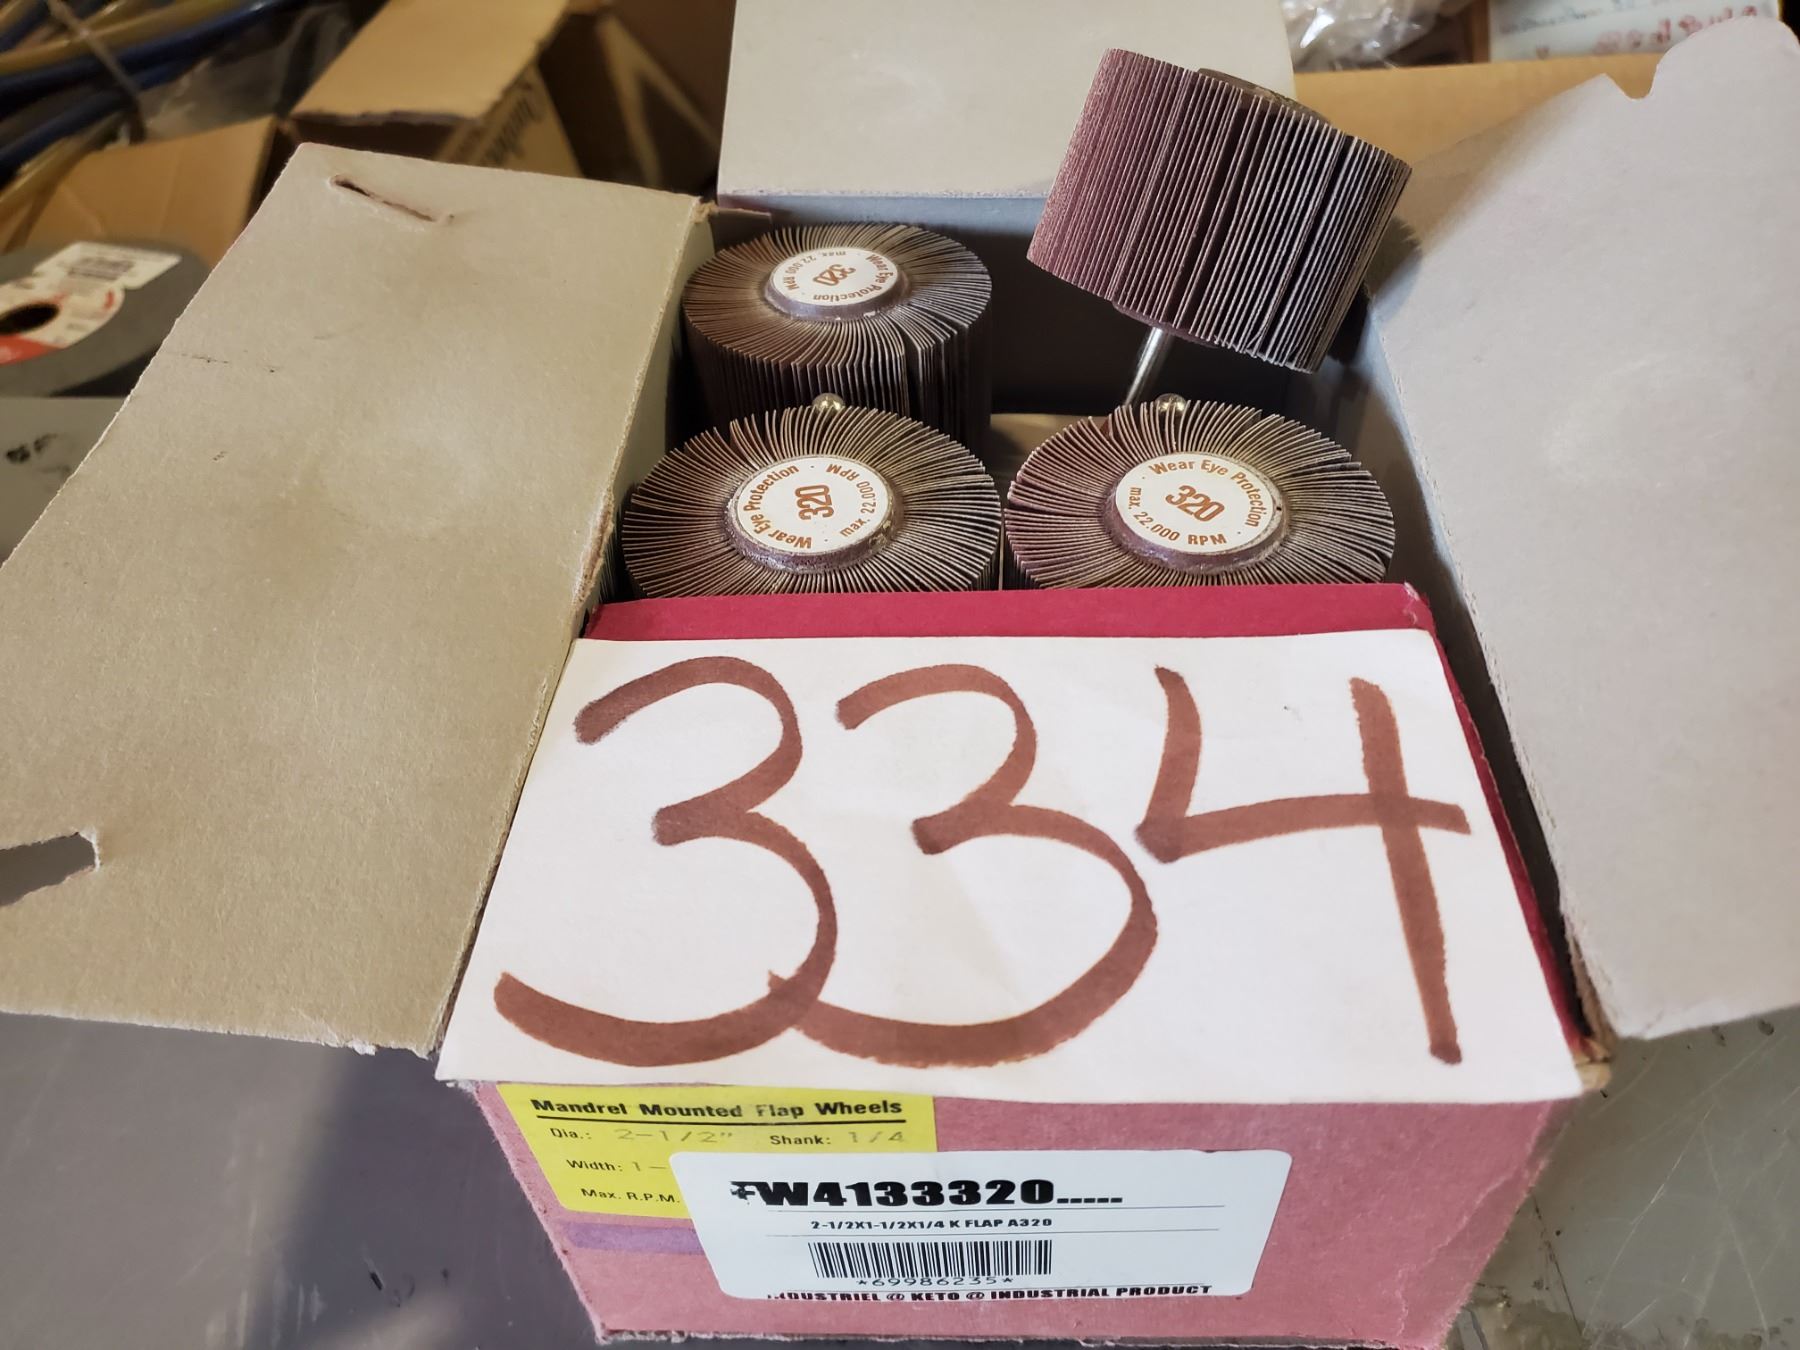 Wear Eye Protection · max. 22.000 RPM ·
320
Wear Eye Protection · max. 22.000 RPM ·
320
Wear Eye Protection · max. 22.000 RPM ·
320
334
Mandrel Mounted Flap Wheels
Dia.: 2-1/2" Shank: 1/4
Width: 1-
Max. R.P.M.
FW4133320.....
2-1/2X1-1/2X1/4 K FLAP A320
*69986235*
INDUSTRIEL @ KETO @ INDUSTRIAL PRODUCT